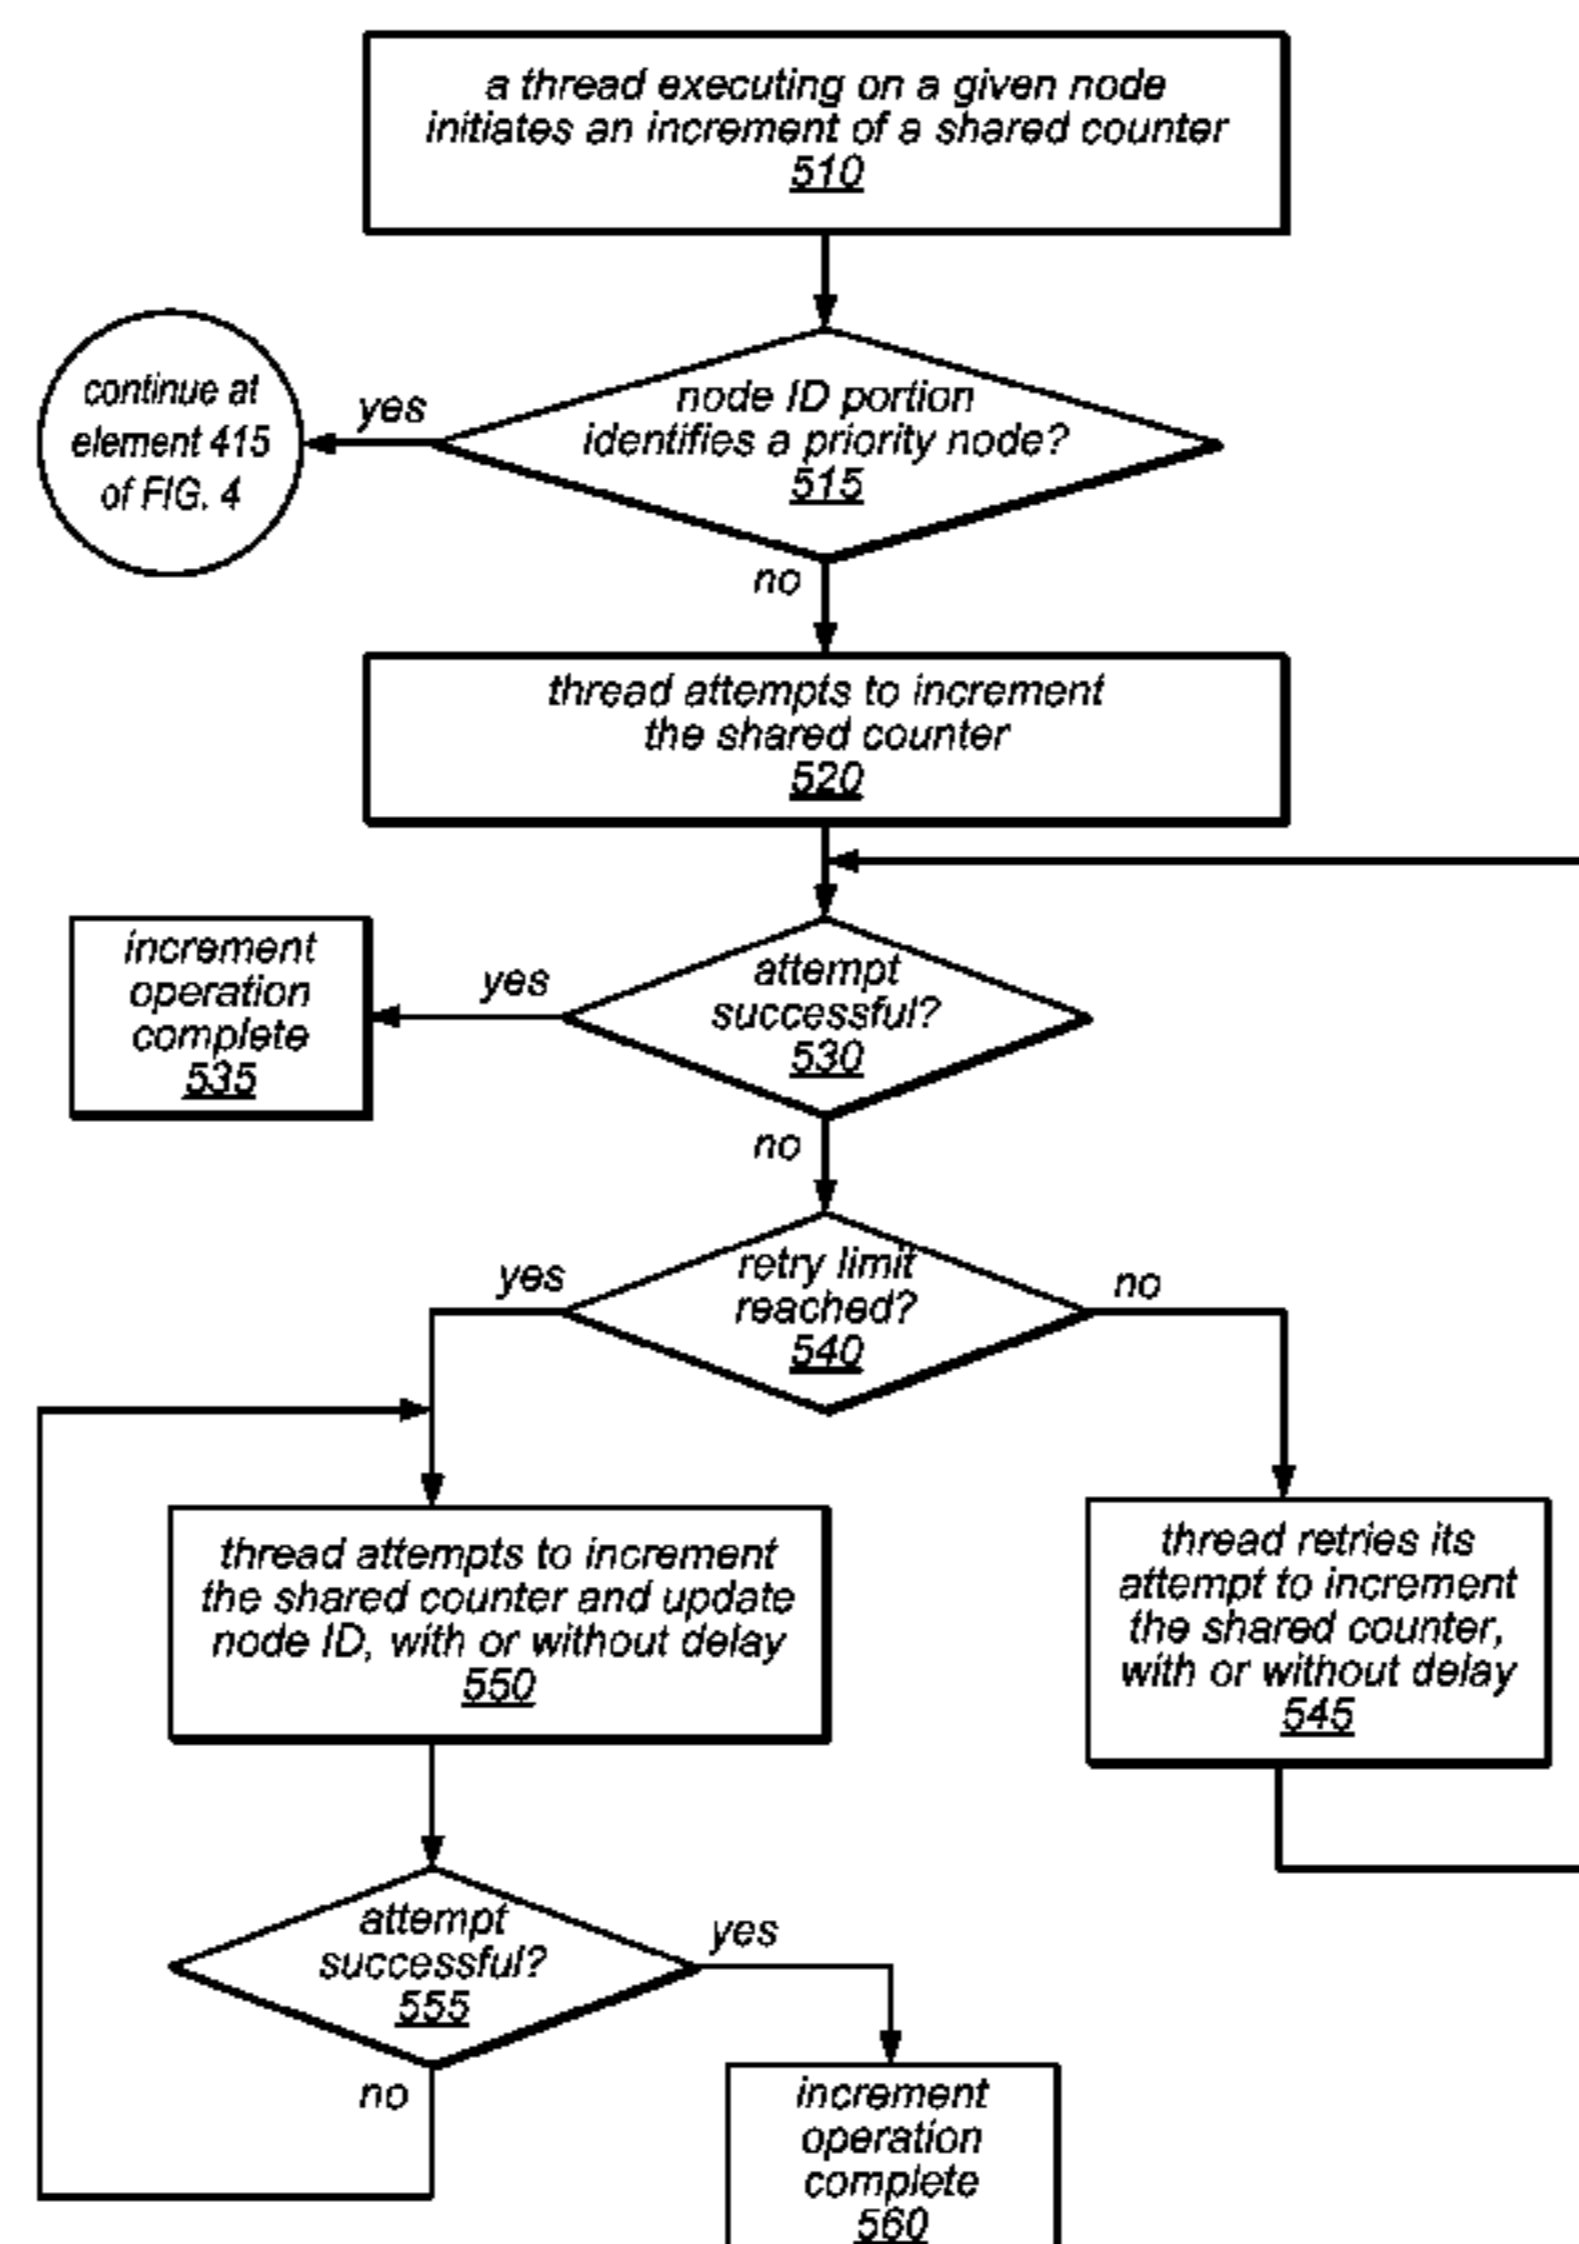 a thread executing on a given node
initiates an increment of a shared counter
510
continue at
element 415
of FIG. 4
yes
node ID portion
identifies a priority node?
515
no
thread attempts to increment
the shared counter
520
increment
operation
complete
535
yes
attempt
successful?
530
no
yes
retry limit
reached?
540
no
thread attempts to increment
the shared counter and update
node ID, with or without delay
550
thread retries its
attempt to increment
the shared counter,
with or without delay
545
attempt
successful?
555
yes
no
increment
operation
complete
560